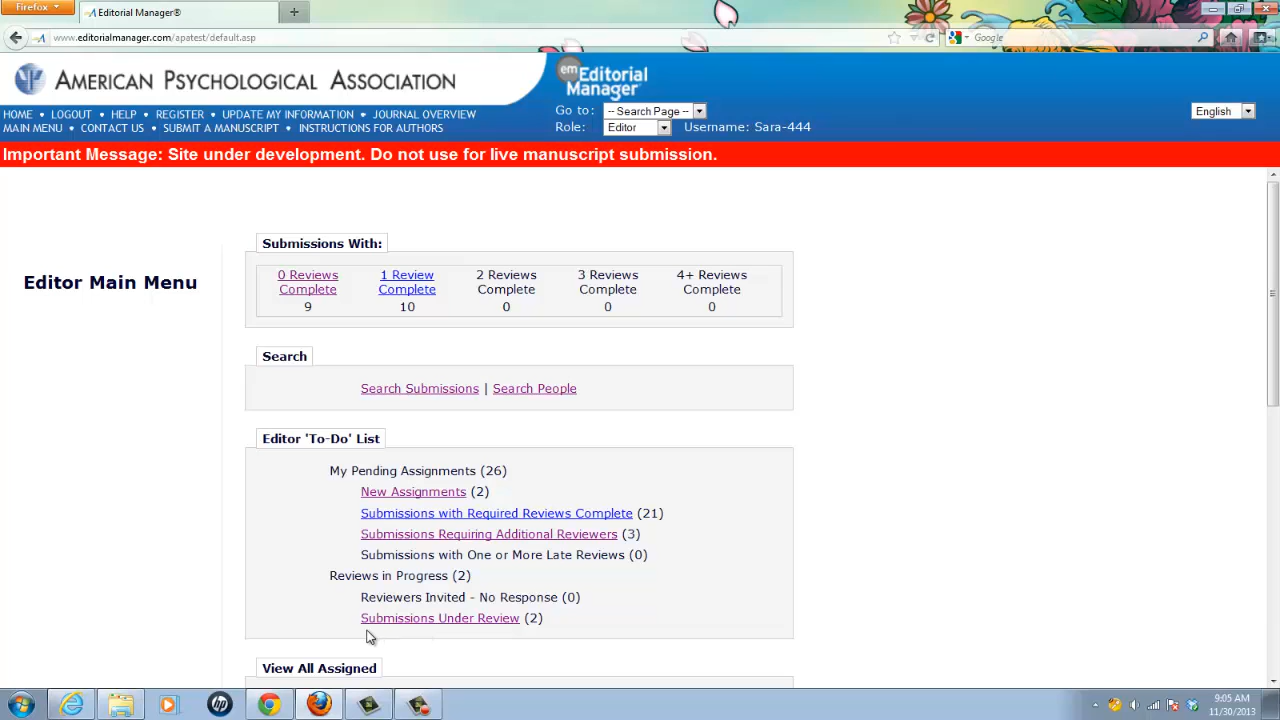 Firefox
Editorial Manager®
www.editorialmanager.com/apatest/default.asp
Google
AMERICAN PSYCHOLOGICAL ASSOCIATION
em Editorial Manager
HOME • LOGOUT • HELP • REGISTER • UPDATE MY INFORMATION • JOURNAL OVERVIEW
MAIN MENU • CONTACT US • SUBMIT A MANUSCRIPT • INSTRUCTIONS FOR AUTHORS
Go to: -- Search Page --
Role: Editor Username: Sara-444
English
Important Message: Site under development. Do not use for live manuscript submission.
Editor Main Menu
Submissions With:
0 Reviews Complete 1 Review Complete 2 Reviews Complete 3 Reviews Complete 4+ Reviews Complete
9 10 0 0 0
Search
Search Submissions | Search People
Editor 'To-Do' List
My Pending Assignments (26)
New Assignments (2)
Submissions with Required Reviews Complete (21)
Submissions Requiring Additional Reviewers (3)
Submissions with One or More Late Reviews (0)
Reviews in Progress (2)
Reviewers Invited - No Response (0)
Submissions Under Review (2)
View All Assigned
hp
9:05 AM
11/30/2013